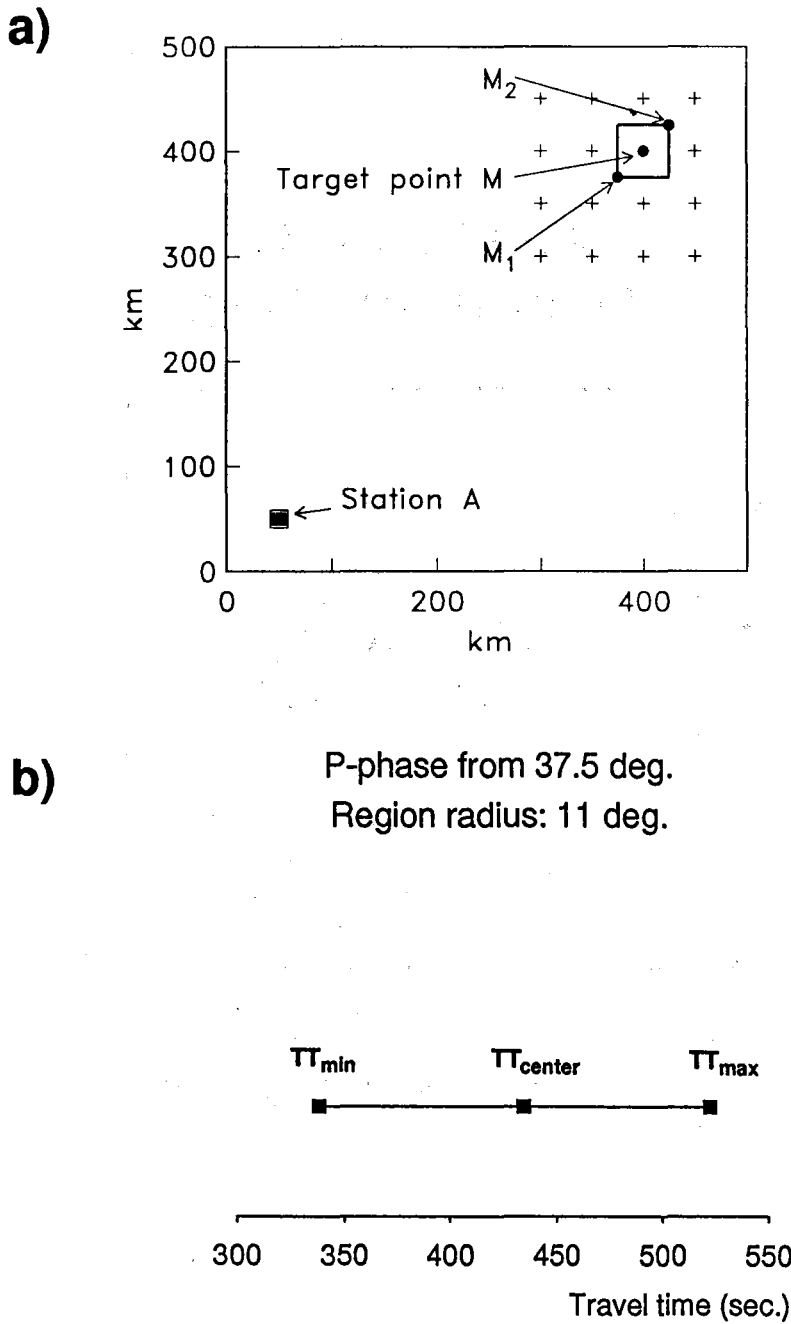 a)
500
400
300
200
100
0
km
M2
Target point M
M1
Station A
0 200 400
km
b)
P-phase from 37.5 deg.
Region radius: 11 deg.
TTmin TTcenter TTmax
300 350 400 450 500 550
Travel time (sec.)